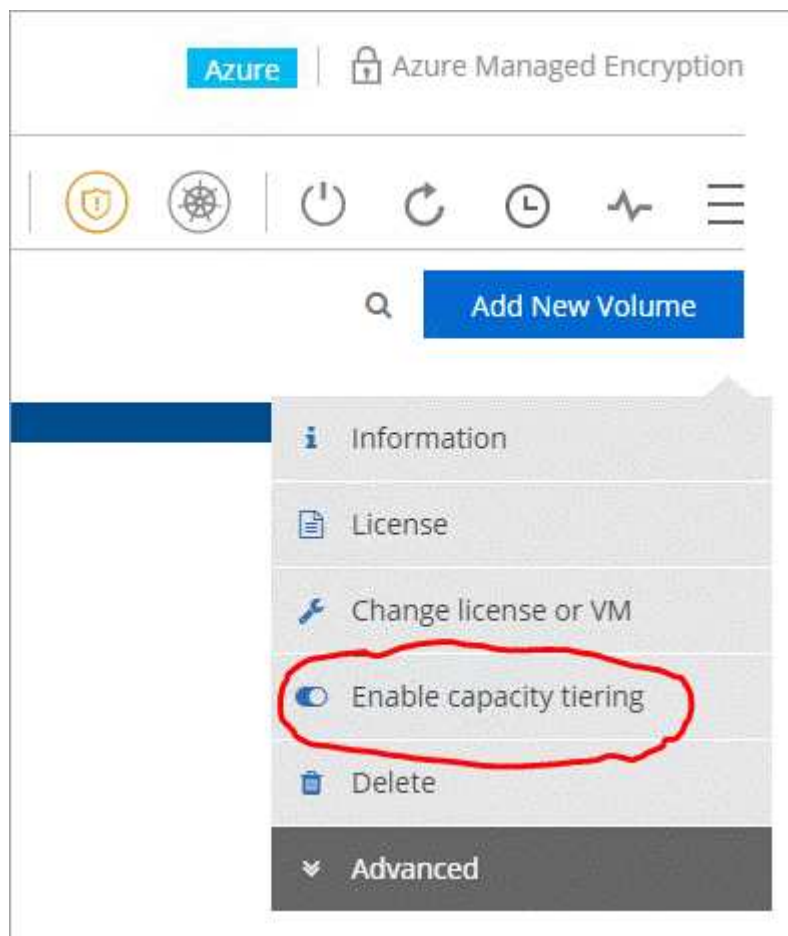 Azure
Azure Managed Encryption
Add New Volume
Information
License
Change license or VM
Enable capacity tiering
Delete
Advanced